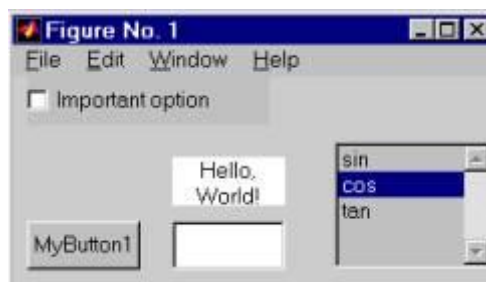 Figure No. 1
File Edit Window Help
Important option
Hello,
World!
sin
cos
tan
MyButton1